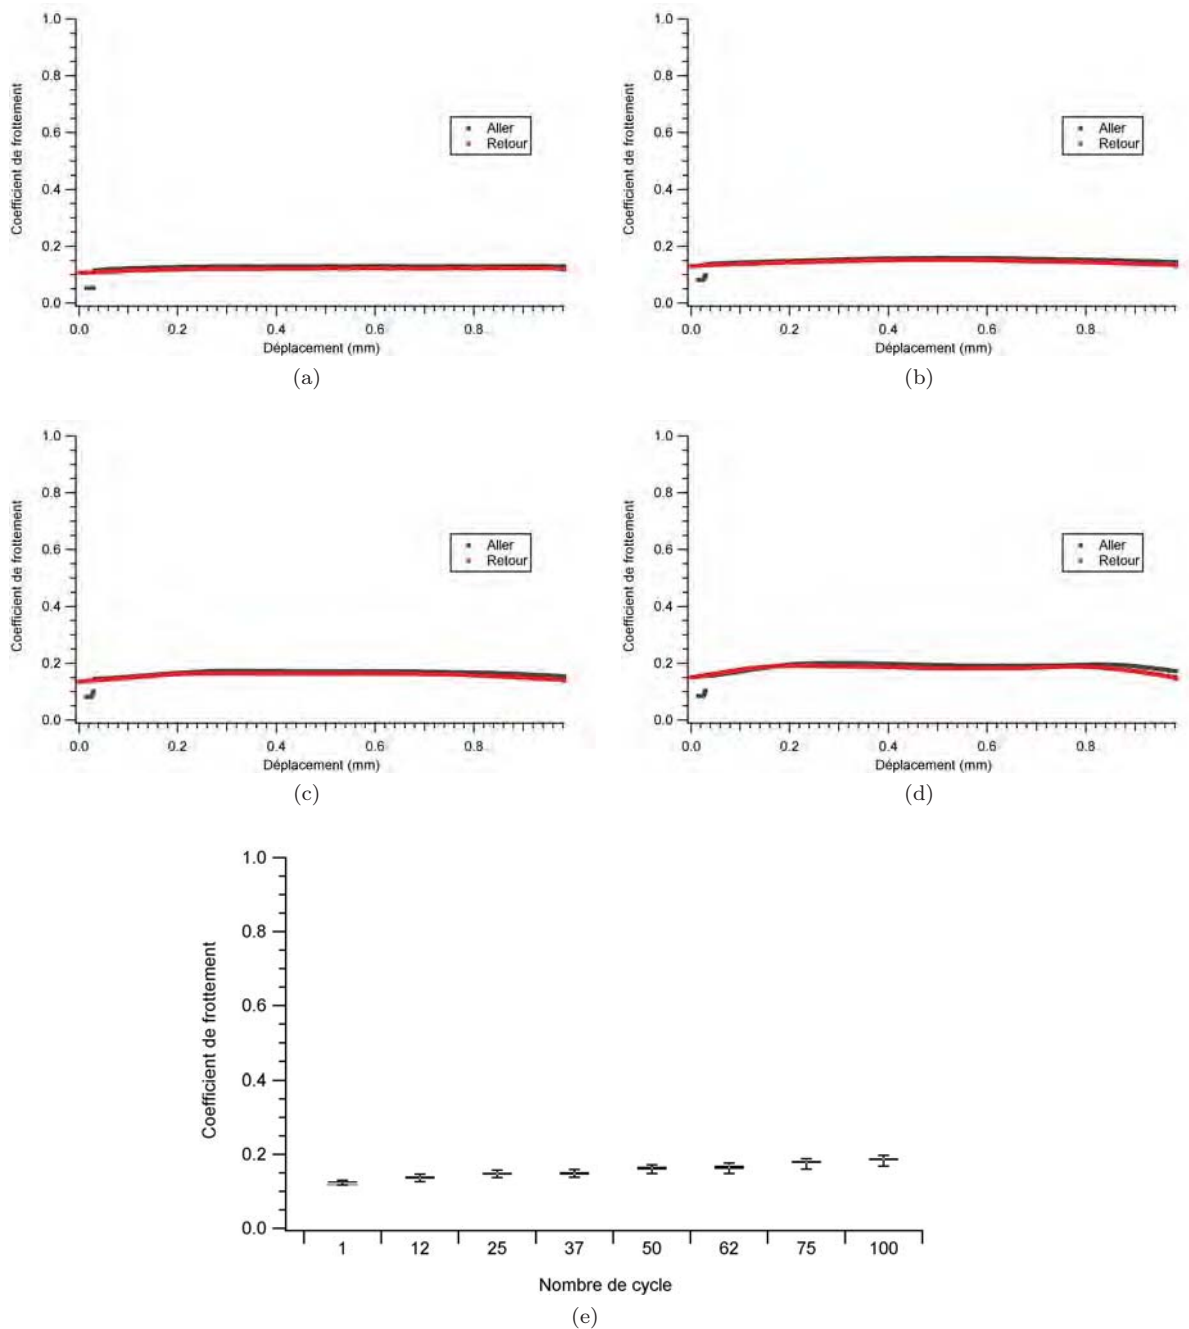 Coefficient de frottement
1.0
0.8
0.6
0.4
0.2
0.0
Aller
Retour
0.0 0.2 0.4 0.6 0.8
Déplacement (mm)
(a)
Coefficient de frottement
1.0
0.8
0.6
0.4
0.2
0.0
Aller
Retour
0.0 0.2 0.4 0.6 0.8
Déplacement (mm)
(b)
Coefficient de frottement
1.0
0.8
0.6
0.4
0.2
0.0
Aller
Retour
0.0 0.2 0.4 0.6 0.8
Déplacement (mm)
(c)
Coefficient de frottement
1.0
0.8
0.6
0.4
0.2
0.0
Aller
Retour
0.0 0.2 0.4 0.6 0.8
Déplacement (mm)
(d)
Coefficient de frottement
1.0
0.8
0.6
0.4
0.2
0.0
1 12 25 37 50 62 75 100
Nombre de cycle
(e)